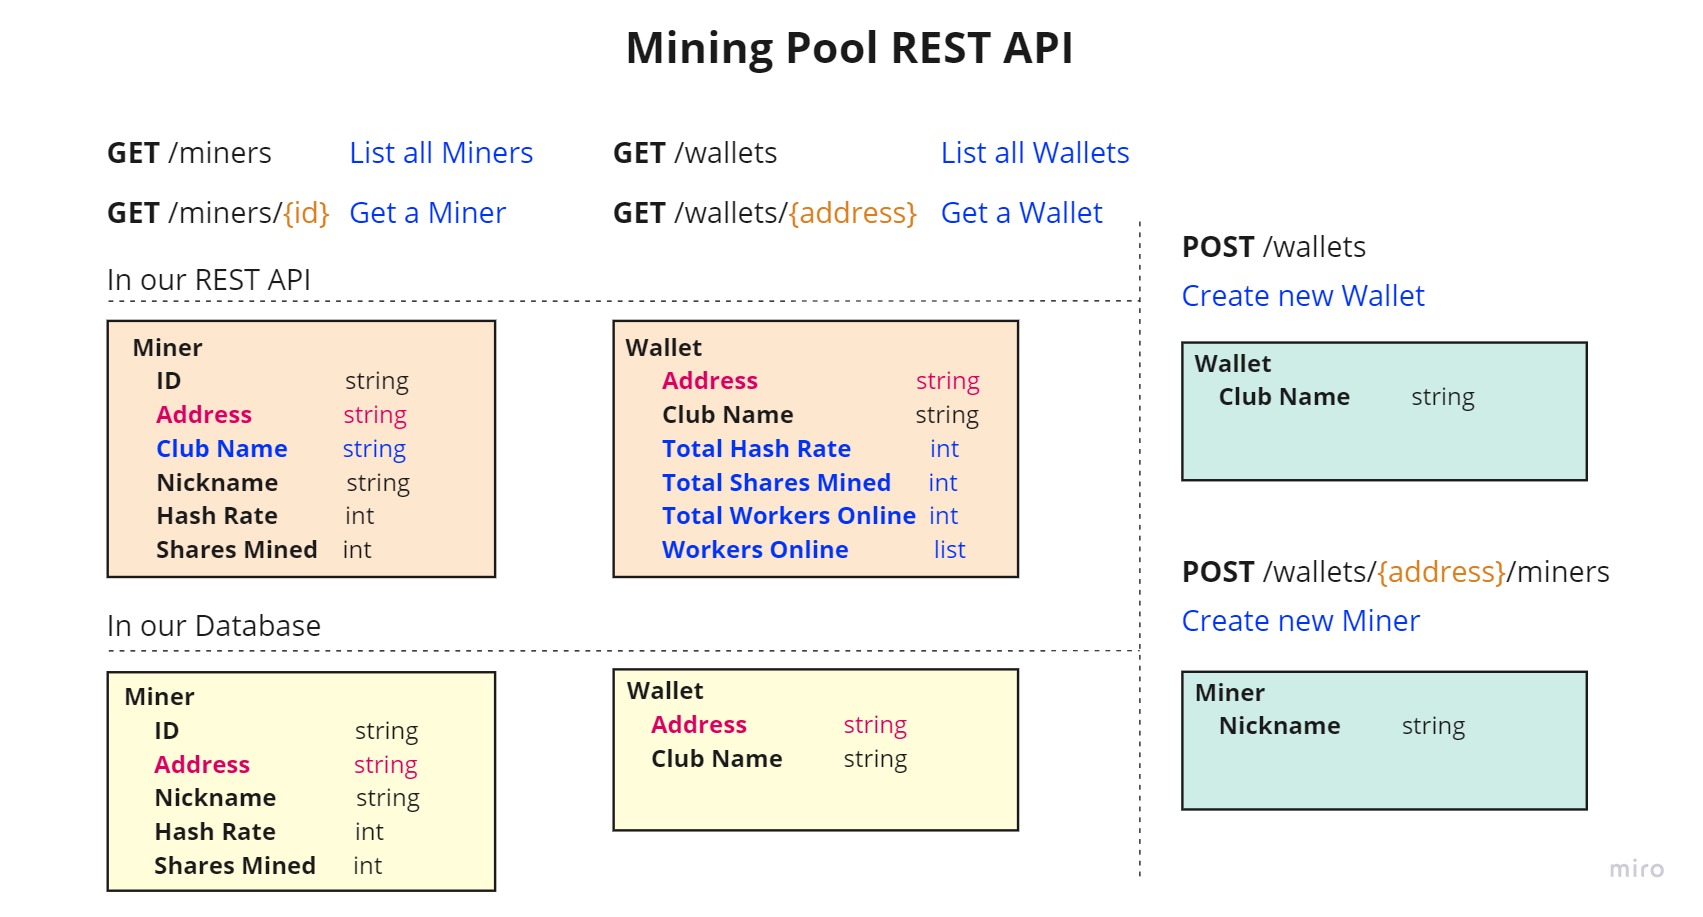 Mining Pool REST API
GET /miners List all Miners
GET /miners/{id} Get a Miner
GET /wallets List all Wallets
GET /wallets/{address} Get a Wallet
In our REST API
Miner
ID string
Address string
Club Name string
Nickname string
Hash Rate int
Shares Mined int
Wallet
Address string
Club Name string
Total Hash Rate int
Total Shares Mined int
Total Workers Online int
Workers Online list
In our Database
Miner
ID string
Address string
Nickname string
Hash Rate int
Shares Mined int
Wallet
Address string
Club Name string
POST /wallets
Create new Wallet
Wallet
Club Name string
POST /wallets/{address}/miners
Create new Miner
Miner
Nickname string
miro